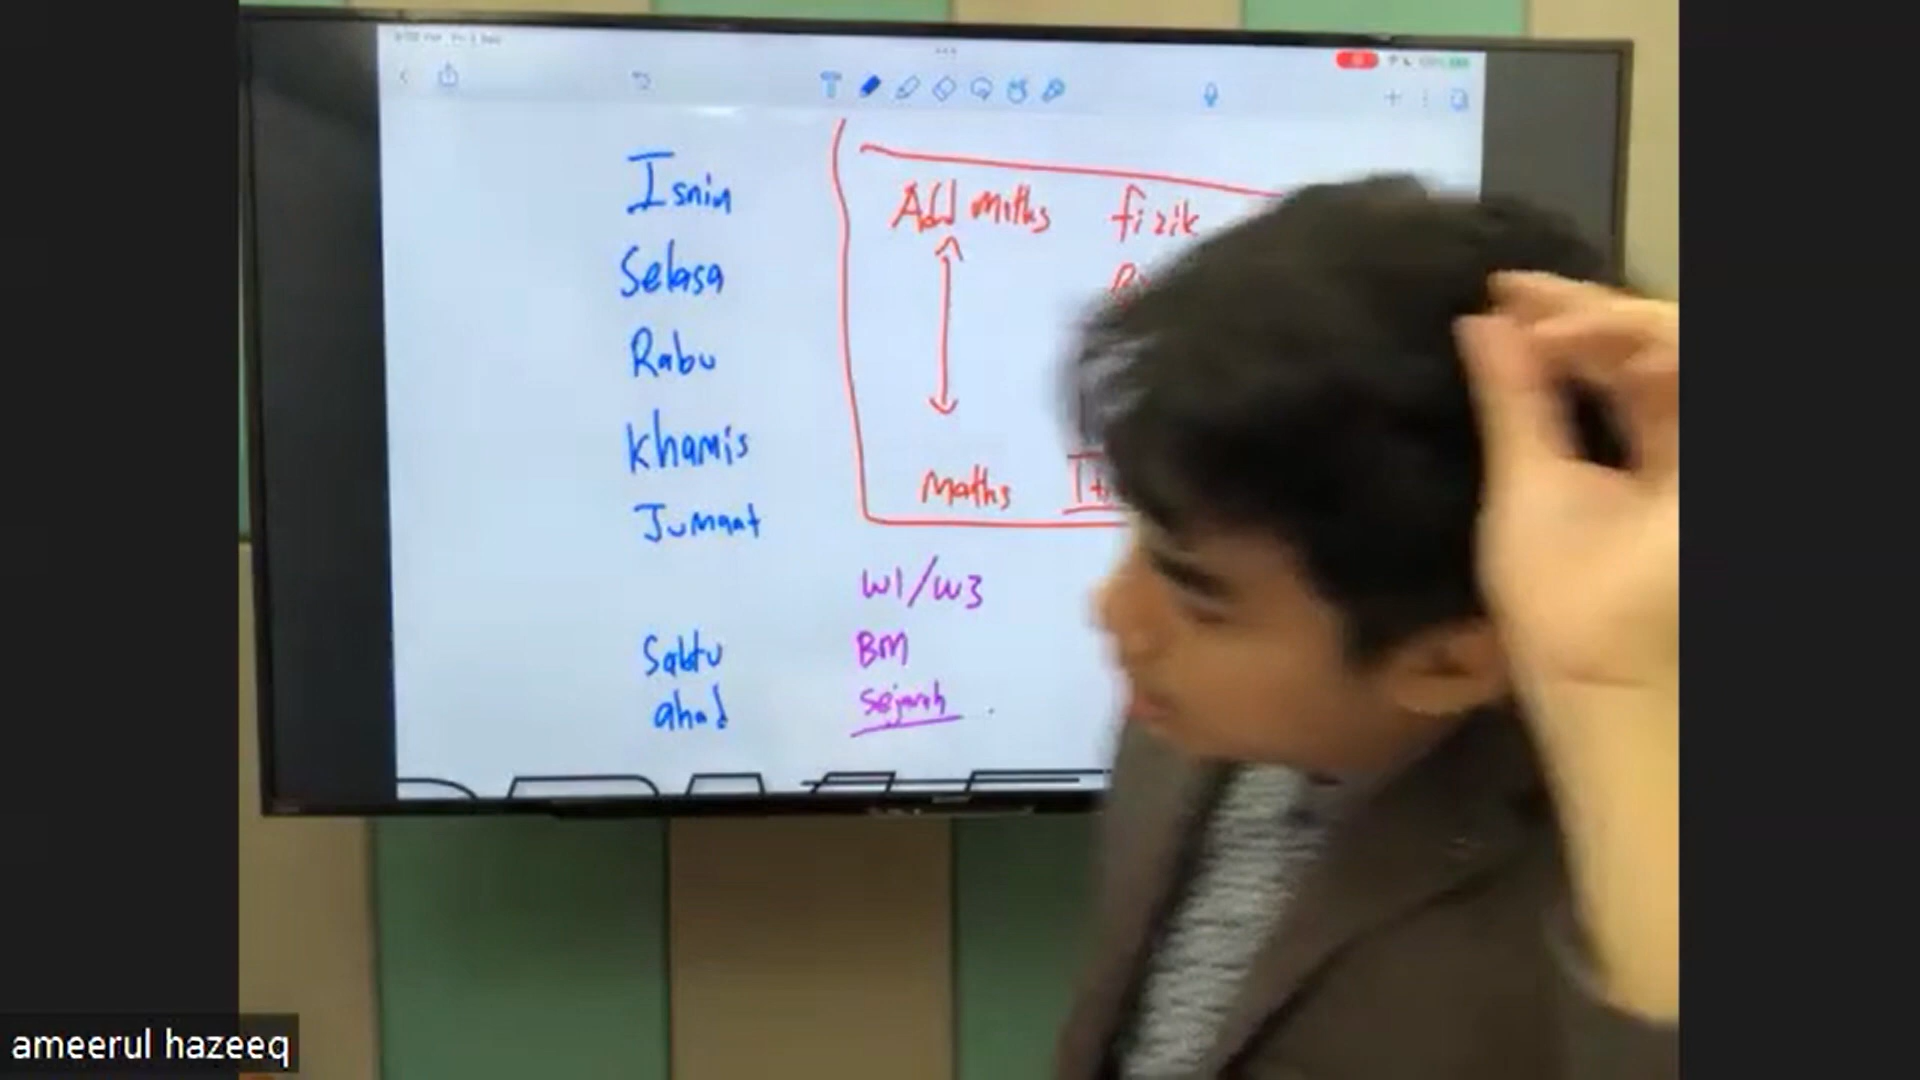 Isnin
Add Maths fizik
Selasa
Rabu
Khamis
Maths
Jumaat
W1/W3
Sabtu BM
ahad Sejarah
ameerul hazeeq